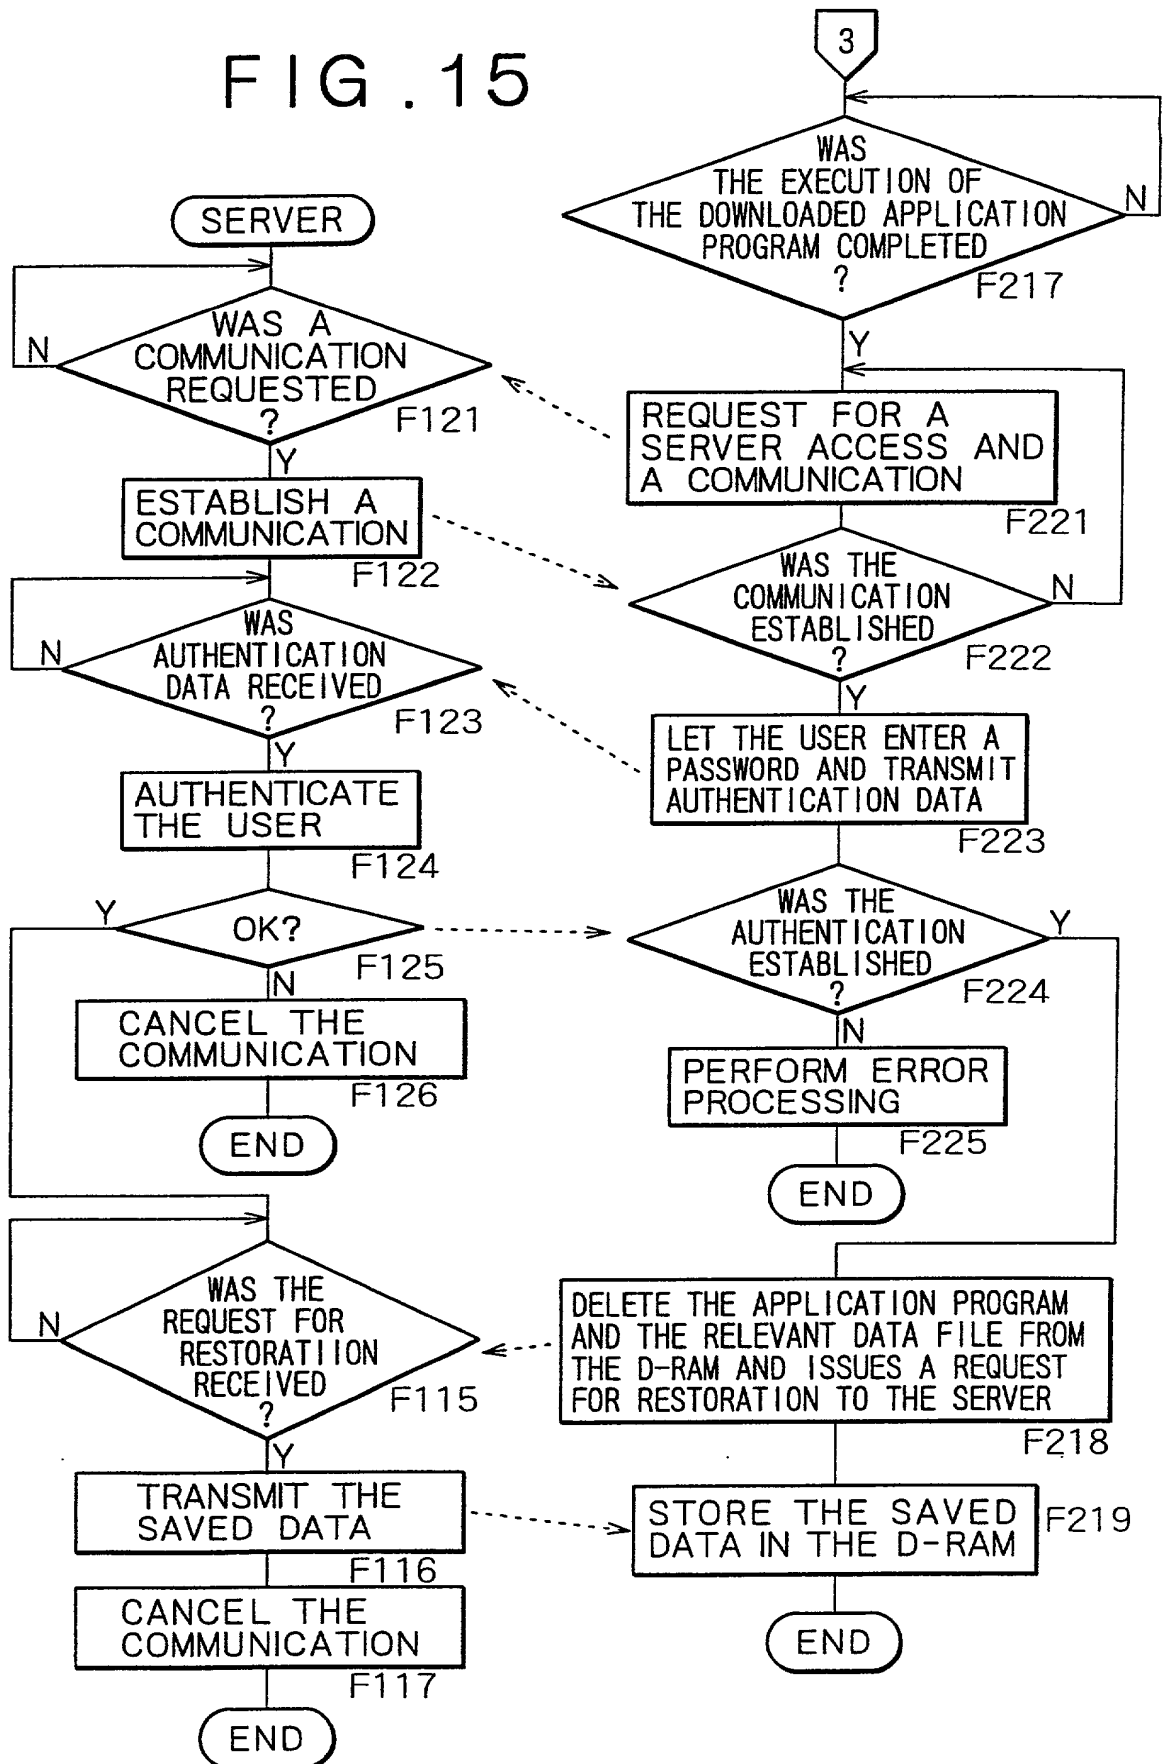 FIG.15
SERVER
WAS A
COMMUNICATION
REQUESTED
?
F121
N
Y
ESTABLISH A
COMMUNICATION
F122
WAS
AUTHENTICATION
DATA RECEIVED
?
F123
N
Y
AUTHENTICATE
THE USER
F124
OK?
F125
Y
N
CANCEL THE
COMMUNICATION
F126
END
WAS THE
REQUEST FOR
RESTORATIION
RECEIVED
?
F115
N
Y
TRANSMIT THE
SAVED DATA
F116
CANCEL THE
COMMUNICATION
F117
END
3
WAS
THE EXECUTION OF
THE DOWNLOADED APPLICATION
PROGRAM COMPLETED
?
F217
N
Y
REQUEST FOR A
SERVER ACCESS AND
A COMMUNICATION
F221
WAS THE
COMMUNICATION
ESTABLISHED
?
F222
N
Y
LET THE USER ENTER A
PASSWORD AND TRANSMIT
AUTHENTICATION DATA
F223
WAS THE
AUTHENTICATION
ESTABLISHED
?
F224
Y
N
PERFORM ERROR
PROCESSING
F225
END
DELETE THE APPLICATION PROGRAM
AND THE RELEVANT DATA FILE FROM
THE D-RAM AND ISSUES A REQUEST
FOR RESTORATION TO THE SERVER
F218
STORE THE SAVED
DATA IN THE D-RAM
F219
END